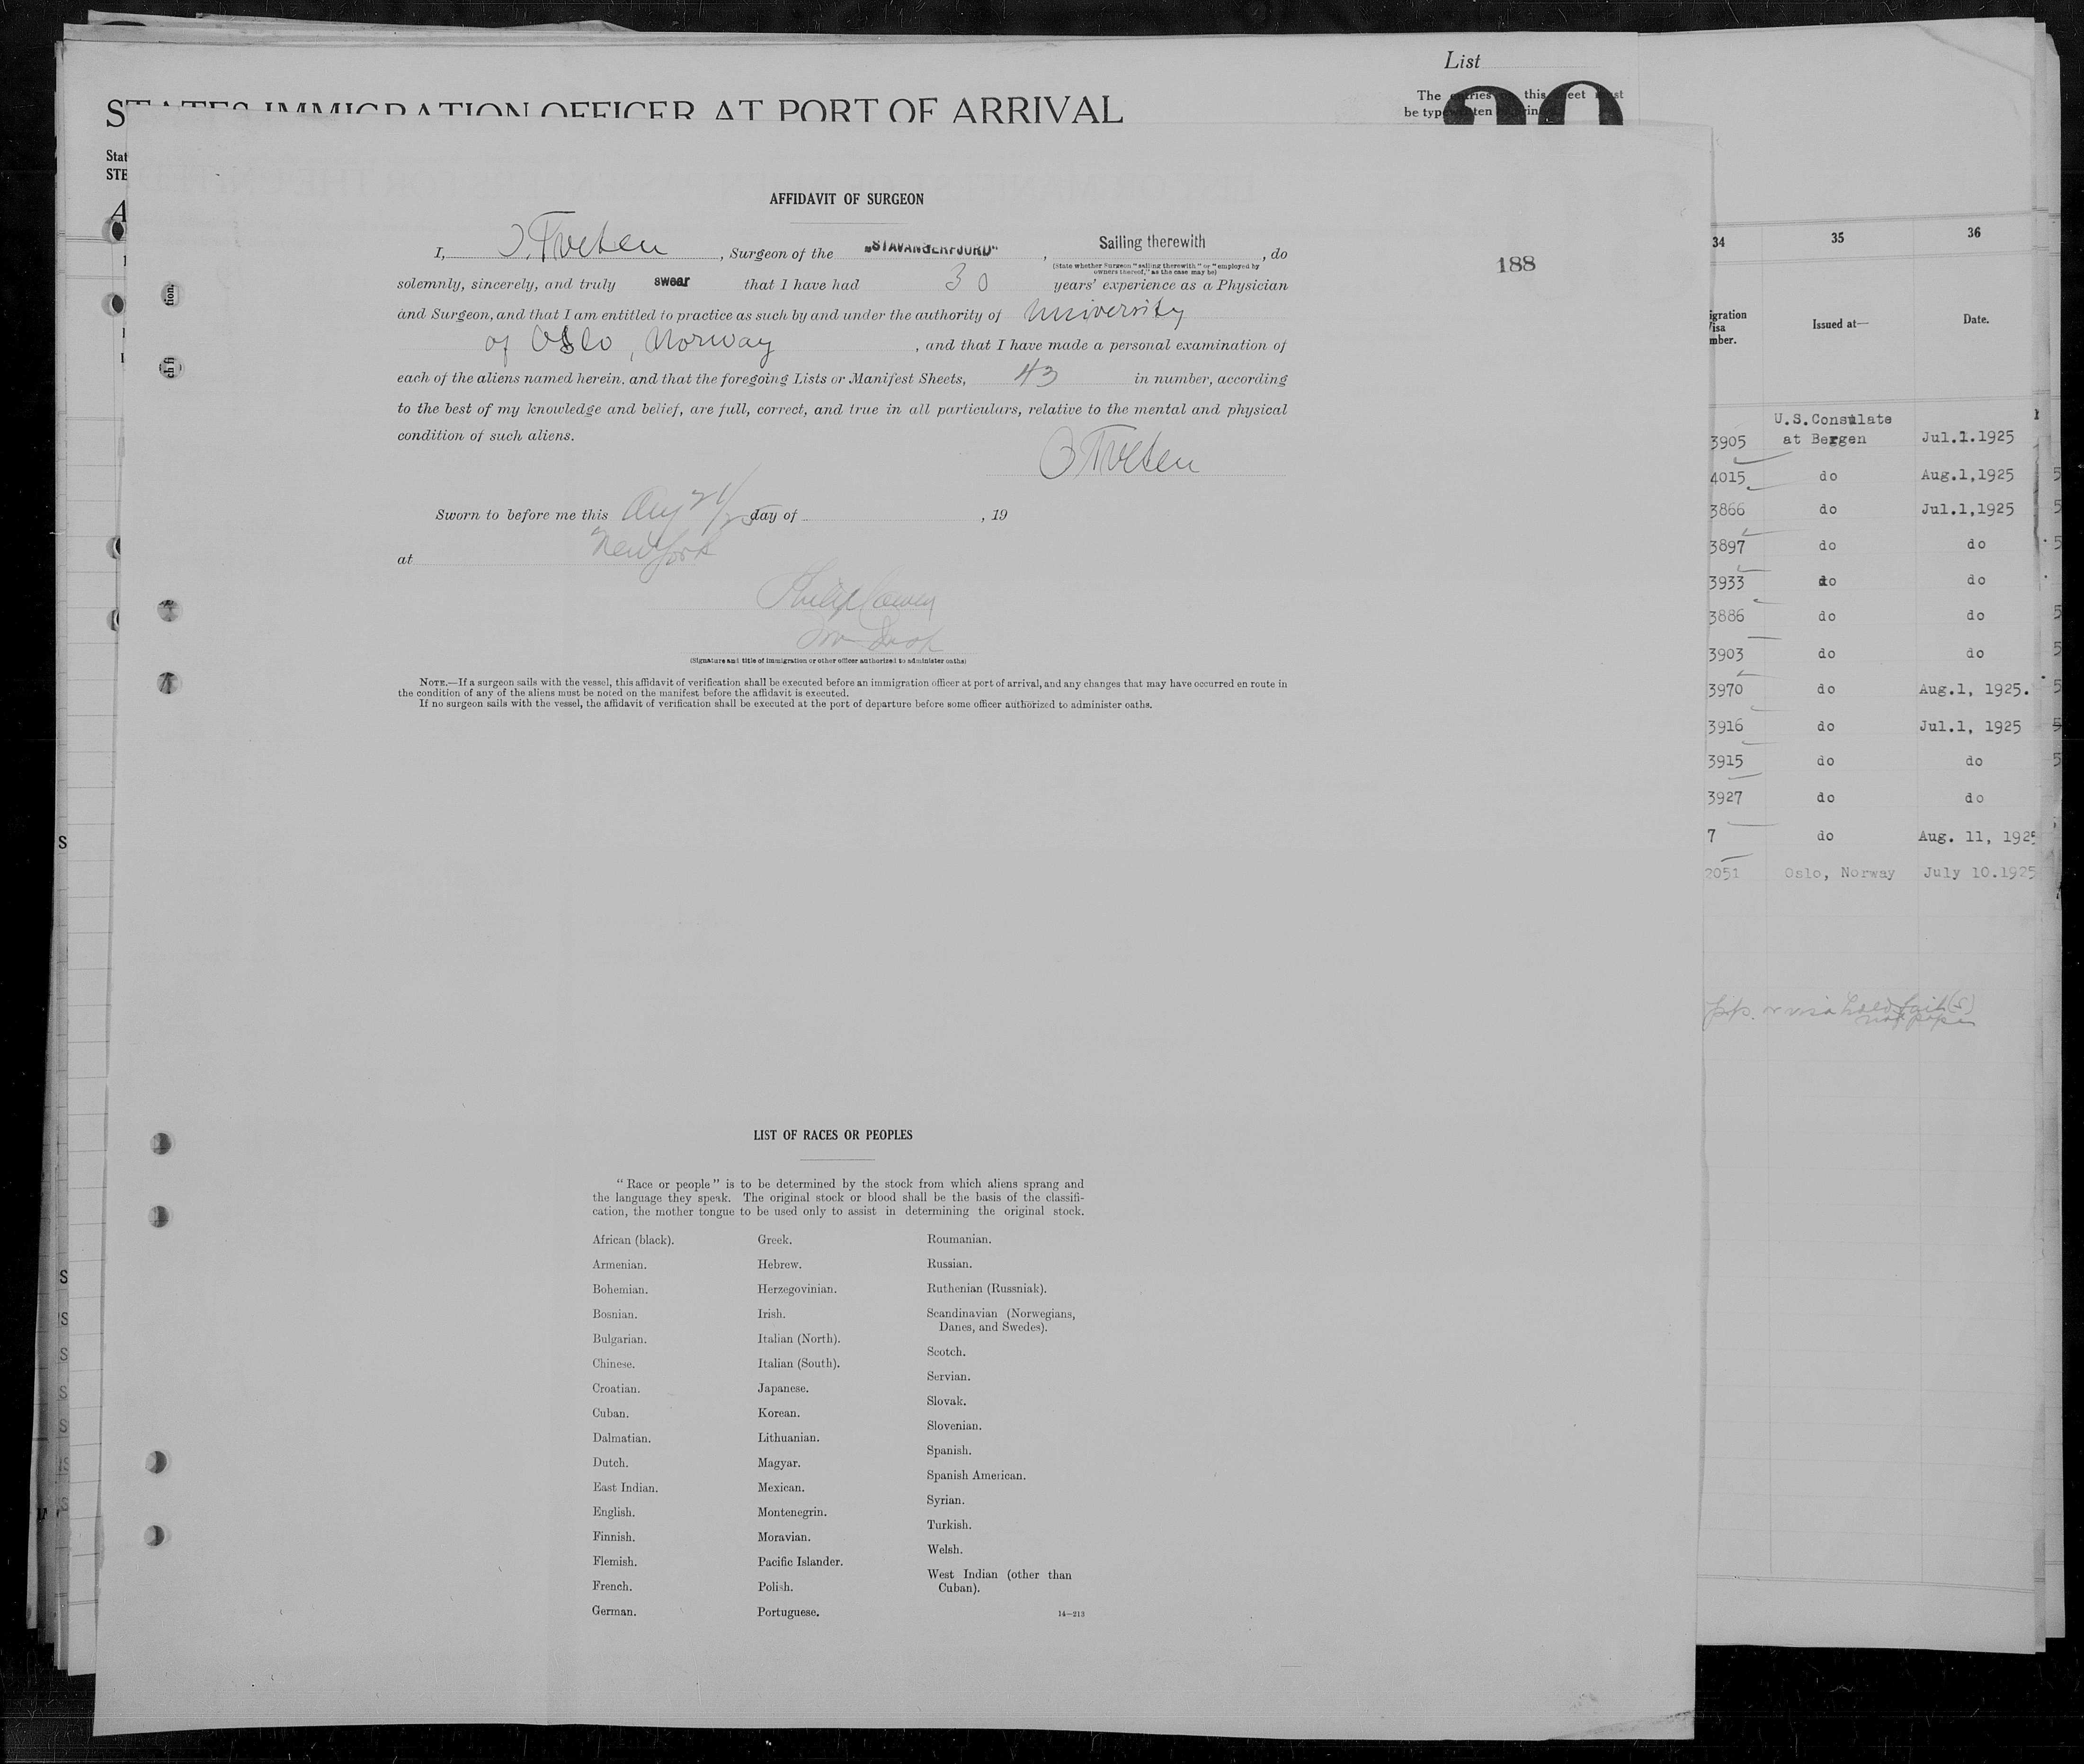 List
STATES IMMIGRATION OFFICER AT PORT OF ARRIVAL
The entries on this sheet must
be typewritten or printed
Stat
STE
A
AFFIDAVIT OF SURGEON
I, O. Tveten, Surgeon of the "STAVANGERFJORD", Sailing therewith, do
(State whether Surgeon "sailing therewith" or "employed by
owners thereof," as the case may be)
188
solemnly, sincerely, and truly swear that I have had 30 years' experience as a Physician
and Surgeon, and that I am entitled to practice as such by and under the authority of University
of Oslo, Norway, and that I have made a personal examination of
each of the aliens named herein, and that the foregoing Lists or Manifest Sheets, 43 in number, according
to the best of my knowledge and belief, are full, correct, and true in all particulars, relative to the mental and physical
condition of such aliens.
O Tveten
Sworn to before me this Aug 21/25 day of , 19
at New York
Philip Cowen
(Signature and title of immigration or other officer authorized to administer oaths)
NOTE.—If a surgeon sails with the vessel, this affidavit of verification shall be executed before an immigration officer at port of arrival, and any changes that may have occurred en route in
the condition of any of the aliens must be noted on the manifest before the affidavit is executed.
If no surgeon sails with the vessel, the affidavit of verification shall be executed at the port of departure before some officer authorized to administer oaths.
LIST OF RACES OR PEOPLES
"Race or people" is to be determined by the stock from which aliens sprang and
the language they speak. The original stock or blood shall be the basis of the classifi-
cation, the mother tongue to be used only to assist in determining the original stock.
African (black).
Armenian.
Bohemian.
Bosnian.
Bulgarian.
Chinese.
Croatian.
Cuban.
Dalmatian.
Dutch.
East Indian.
English.
Finnish.
Flemish.
French.
German.
Greek.
Hebrew.
Herzegovinian.
Irish.
Italian (North).
Italian (South).
Japanese.
Korean.
Lithuanian.
Magyar.
Mexican.
Montenegrin.
Moravian.
Pacific Islander.
Polish.
Portuguese.
Roumanian.
Russian.
Ruthenian (Russniak).
Scandinavian (Norwegians,
Danes, and Swedes).
Scotch.
Servian.
Slovak.
Slovenian.
Spanish.
Spanish American.
Syrian.
Turkish.
Welsh.
West Indian (other than
Cuban).
14—213
34 35 36
igration
Visa
mber.
Issued at—
Date.
U.S.Consulate
3905 at Bergen Jul.1.1925
4015 do Aug.1,1925
3866 do Jul.1,1925
3897 do do
3933 do do
3886 do do
3903 do do
3970 do Aug.1, 1925.
3916 do Jul.1, 1925
3915 do do
3927 do do
7 do Aug. 11, 1925
2051 Oslo, Norway July 10.1925